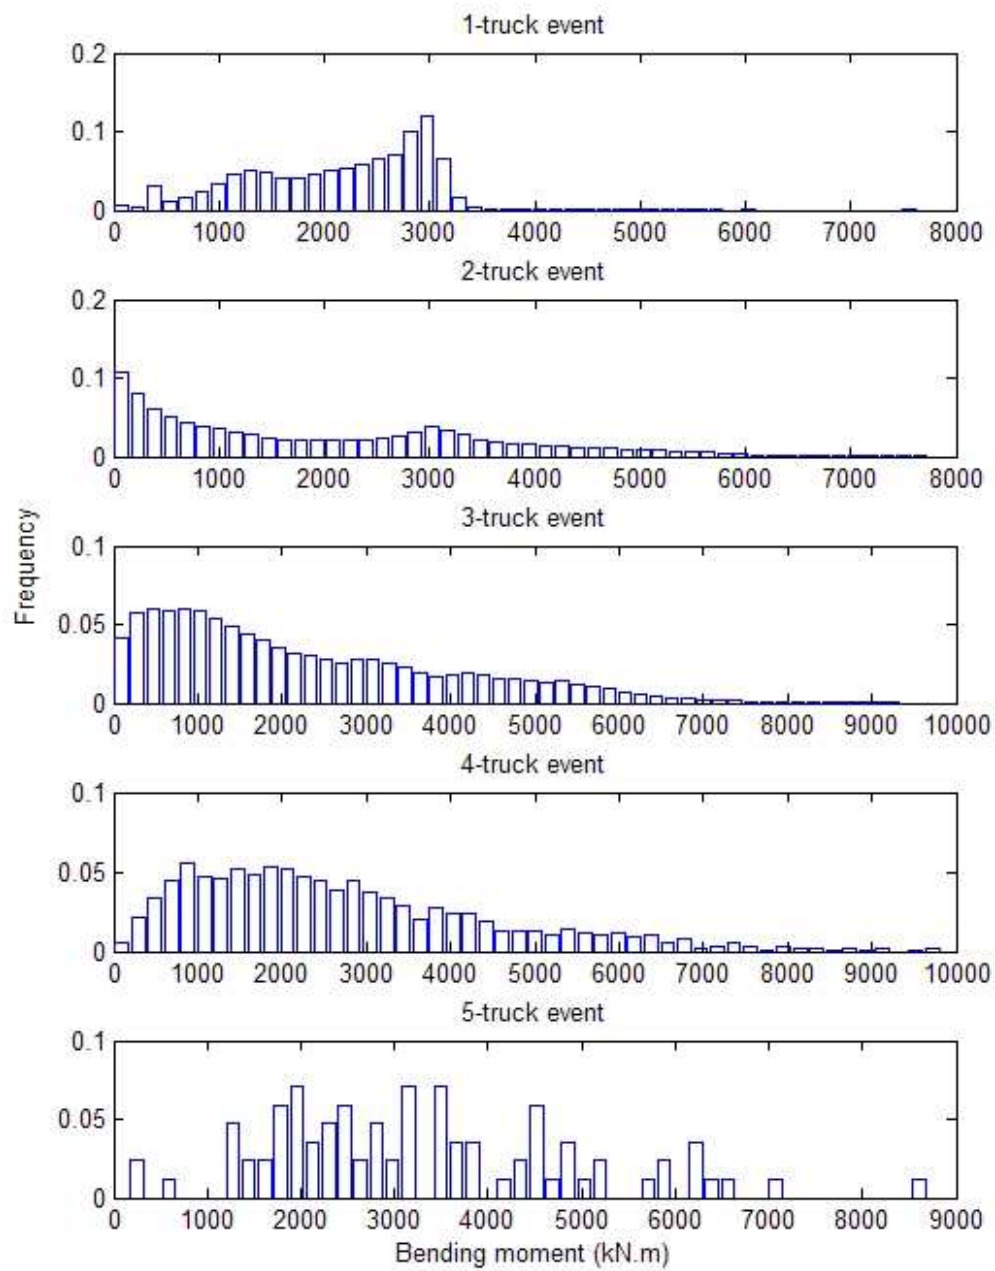 1-truck event
0.2
0.1
0
0 1000 2000 3000 4000 5000 6000 7000 8000
2-truck event
0.2
0.1
0
0 1000 2000 3000 4000 5000 6000 7000 8000
3-truck event
Frequency
0.1
0.05
0
0 1000 2000 3000 4000 5000 6000 7000 8000 9000 10000
4-truck event
0.1
0.05
0
0 1000 2000 3000 4000 5000 6000 7000 8000 9000 10000
5-truck event
0.1
0.05
0
0 1000 2000 3000 4000 5000 6000 7000 8000 9000
Bending moment (kN.m)